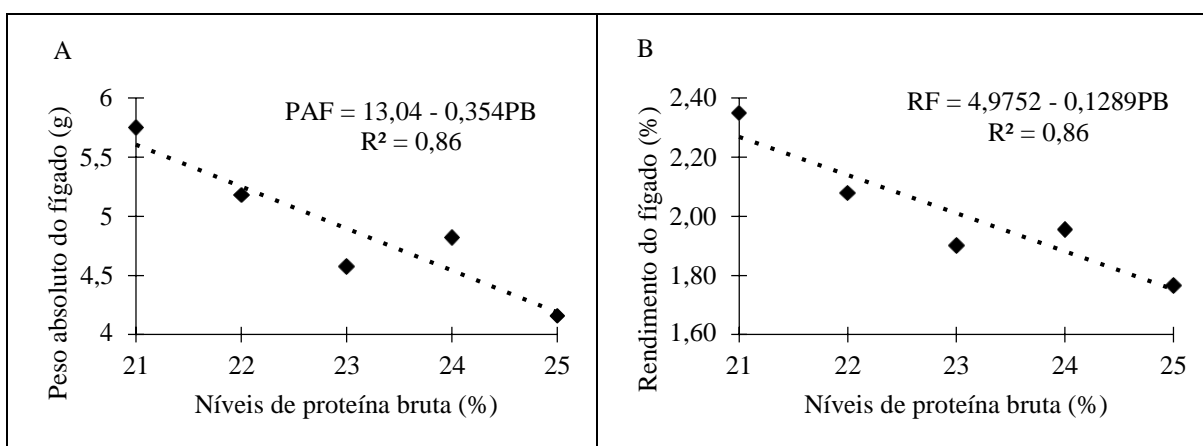 A
PAF = 13,04 - 0,354PB
R² = 0,86
Peso absoluto do fígado (g)
6
5,5
5
4,5
4
21 22 23 24 25
Níveis de proteína bruta (%)
B
RF = 4,9752 - 0,1289PB
R² = 0,86
Rendimento do fígado (%)
2,40
2,20
2,00
1,80
1,60
21 22 23 24 25
Níveis de proteína bruta (%)